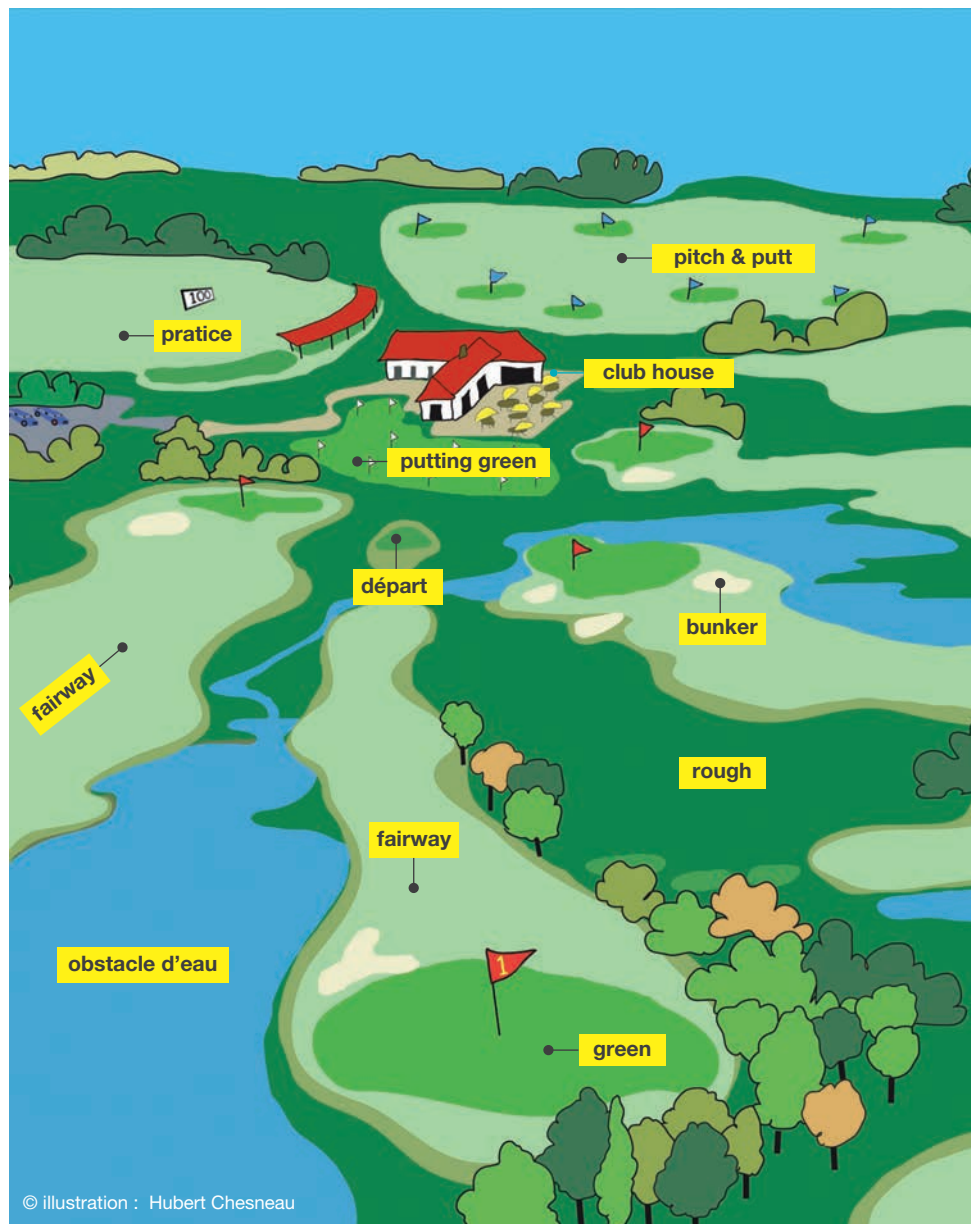 pitch & putt
100
pratice
club house
putting green
départ
bunker
fairway
rough
fairway
obstacle d'eau
1
green
© illustration : Hubert Chesneau